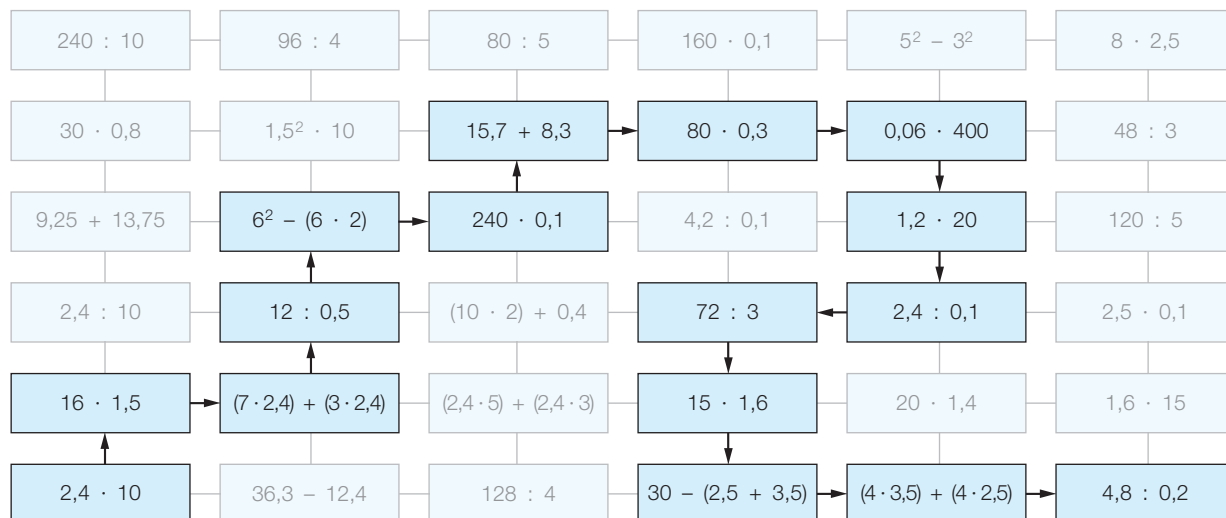 240 : 10 96 : 4 80 : 5 160 · 0,1 5² – 3² 8 · 2,5
30 · 0,8 1,5² · 10 15,7 + 8,3 80 · 0,3 0,06 · 400 48 : 3
9,25 + 13,75 6² – (6 · 2) 240 · 0,1 4,2 : 0,1 1,2 · 20 120 : 5
2,4 : 10 12 : 0,5 (10 · 2) + 0,4 72 : 3 2,4 : 0,1 2,5 · 0,1
16 · 1,5 (7 · 2,4) + (3 · 2,4) (2,4 · 5) + (2,4 · 3) 15 · 1,6 20 · 1,4 1,6 · 15
2,4 · 10 36,3 – 12,4 128 : 4 30 – (2,5 + 3,5) (4 · 3,5) + (4 · 2,5) 4,8 : 0,2